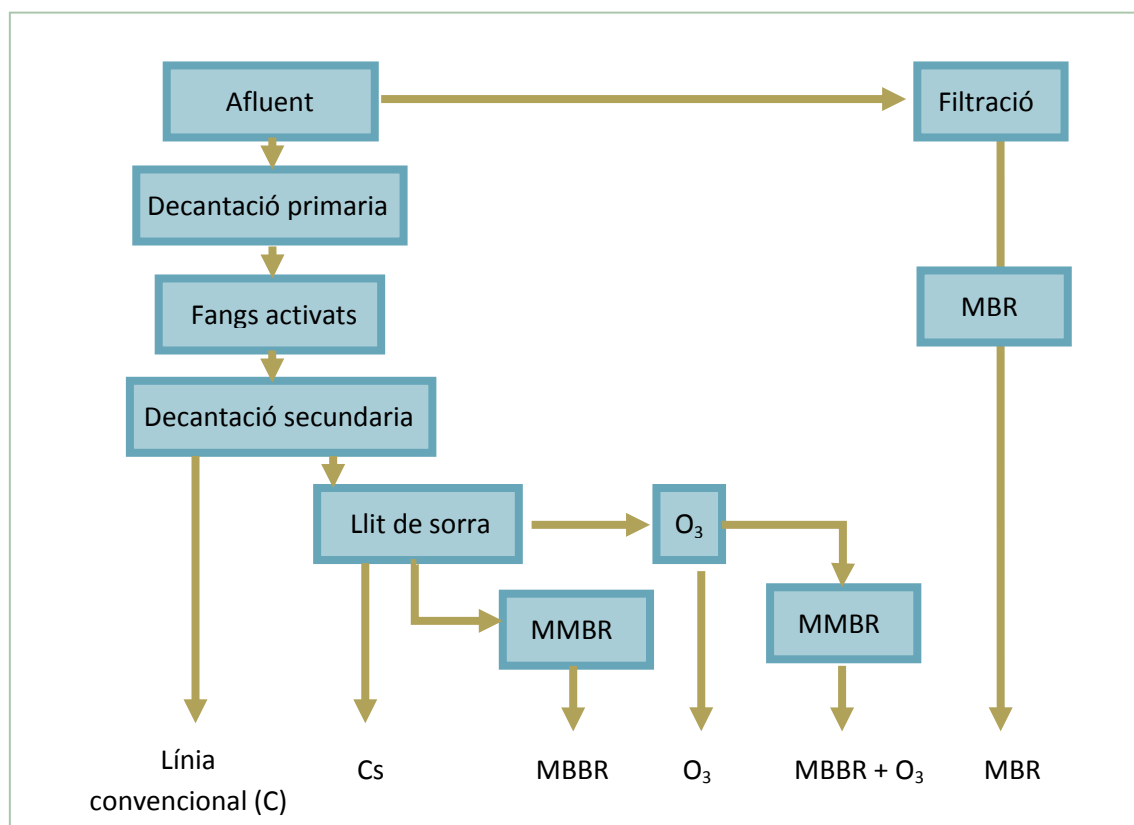 Afluent
Filtració
Decantació primaria
Fangs activats
MBR
Decantació secundaria
Llit de sorra
O₃
MMBR
MMBR
Línia
convencional (C)
Cs
MBBR
O₃
MBBR + O₃
MBR